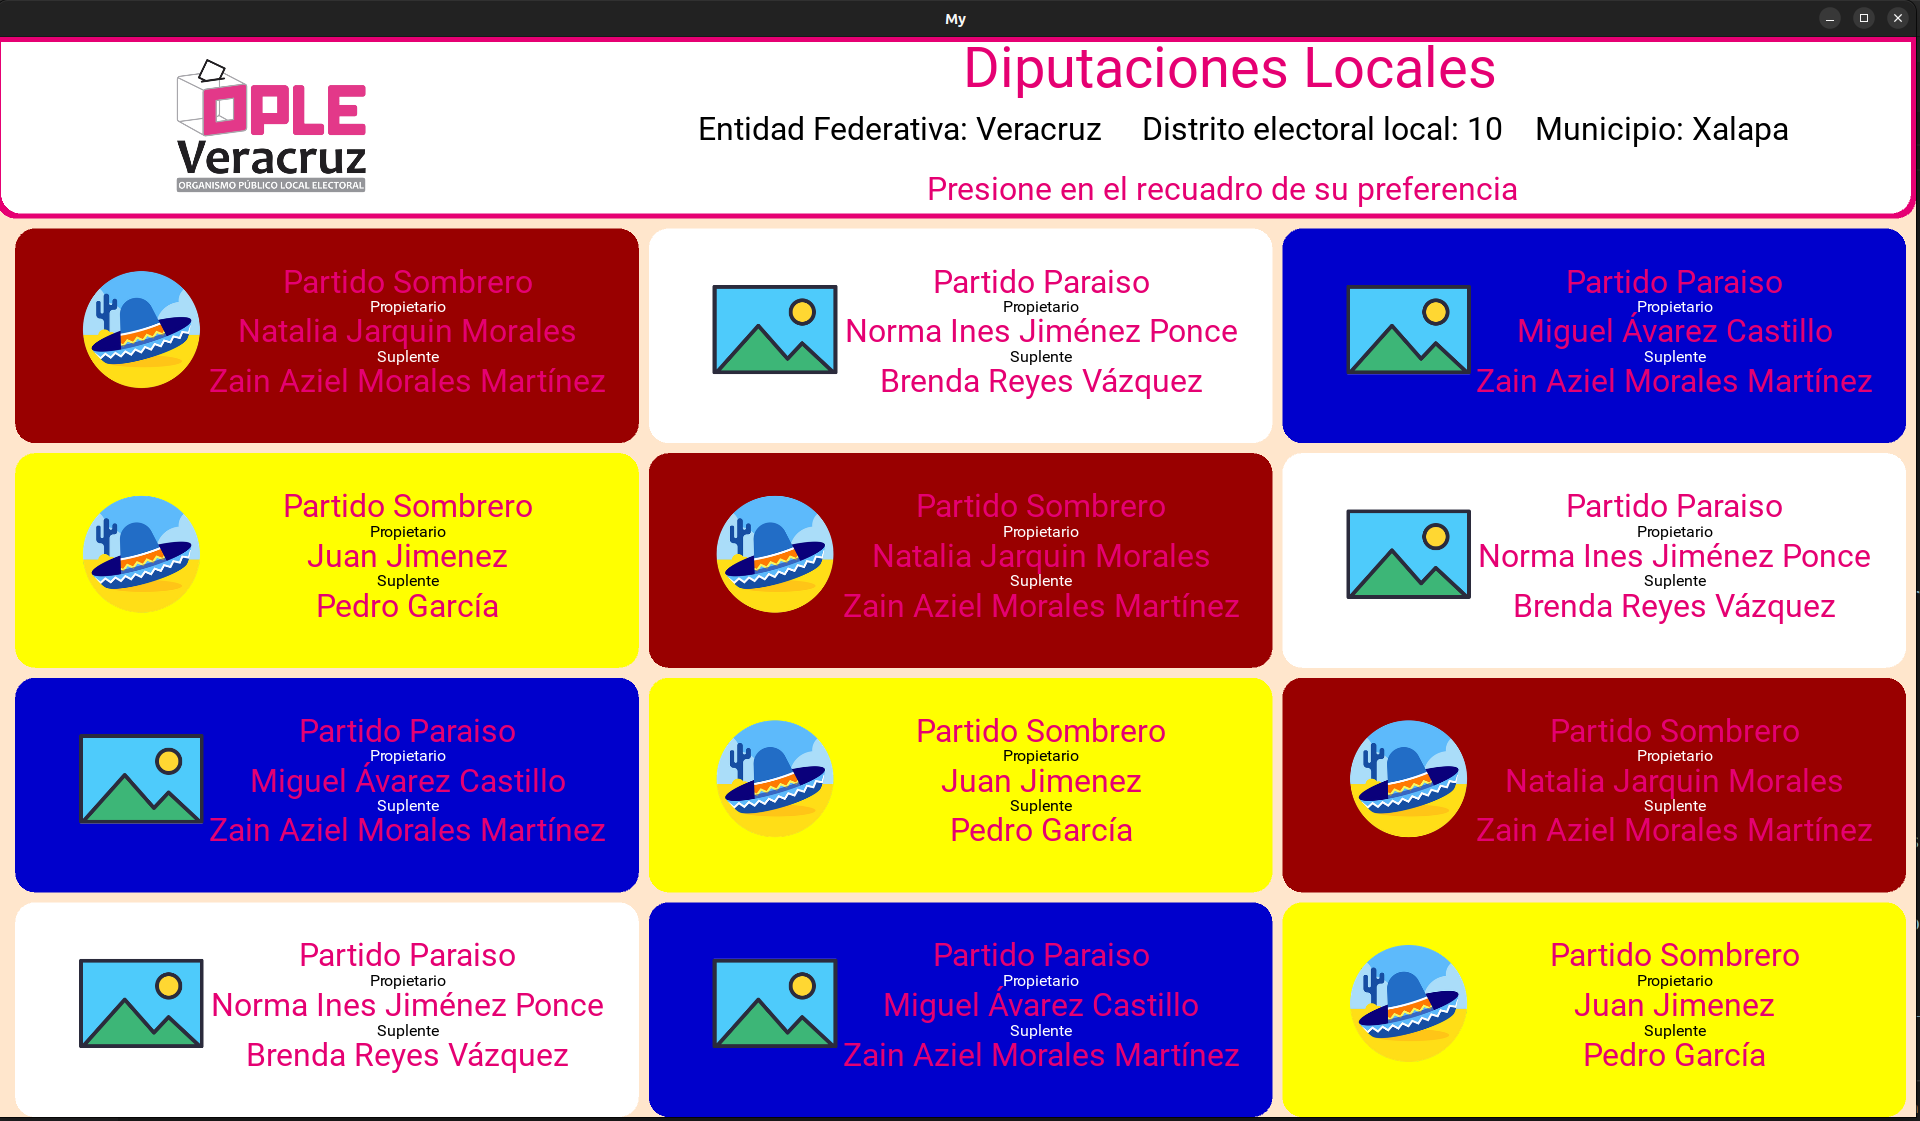 My
OPLE
Veracruz
ORGANISMO PÚBLICO LOCAL ELECTORAL
Diputaciones Locales
Entidad Federativa: Veracruz Distrito electoral local: 10 Municipio: Xalapa
Presione en el recuadro de su preferencia
Partido Sombrero
Propietario
Natalia Jarquin Morales
Suplente
Zain Aziel Morales Martínez
Partido Paraiso
Propietario
Norma Ines Jiménez Ponce
Suplente
Brenda Reyes Vázquez
Partido Paraiso
Propietario
Miguel Ávarez Castillo
Suplente
Zain Aziel Morales Martínez
Partido Sombrero
Propietario
Juan Jimenez
Suplente
Pedro García
Partido Sombrero
Propietario
Natalia Jarquin Morales
Suplente
Zain Aziel Morales Martínez
Partido Paraiso
Propietario
Norma Ines Jiménez Ponce
Suplente
Brenda Reyes Vázquez
Partido Paraiso
Propietario
Miguel Ávarez Castillo
Suplente
Zain Aziel Morales Martínez
Partido Sombrero
Propietario
Juan Jimenez
Suplente
Pedro García
Partido Sombrero
Propietario
Natalia Jarquin Morales
Suplente
Zain Aziel Morales Martínez
Partido Paraiso
Propietario
Norma Ines Jiménez Ponce
Suplente
Brenda Reyes Vázquez
Partido Paraiso
Propietario
Miguel Ávarez Castillo
Suplente
Zain Aziel Morales Martínez
Partido Sombrero
Propietario
Juan Jimenez
Suplente
Pedro García